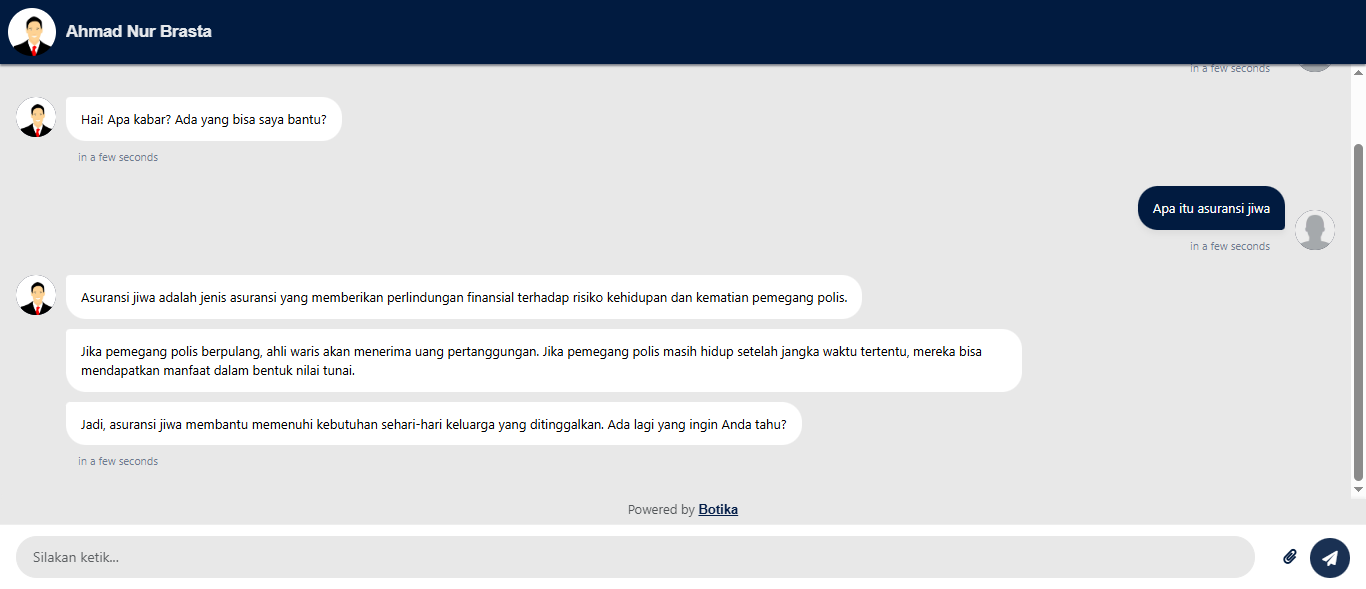 Ahmad Nur Brasta
in a few seconds
Hai! Apa kabar? Ada yang bisa saya bantu?
in a few seconds
Apa itu asuransi jiwa
in a few seconds
Asuransi jiwa adalah jenis asuransi yang memberikan perlindungan finansial terhadap risiko kehidupan dan kematian pemegang polis.
Jika pemegang polis berpulang, ahli waris akan menerima uang pertanggungan. Jika pemegang polis masih hidup setelah jangka waktu tertentu, mereka bisa
mendapatkan manfaat dalam bentuk nilai tunai.
Jadi, asuransi jiwa membantu memenuhi kebutuhan sehari-hari keluarga yang ditinggalkan. Ada lagi yang ingin Anda tahu?
in a few seconds
Powered by Botika
Silakan ketik...